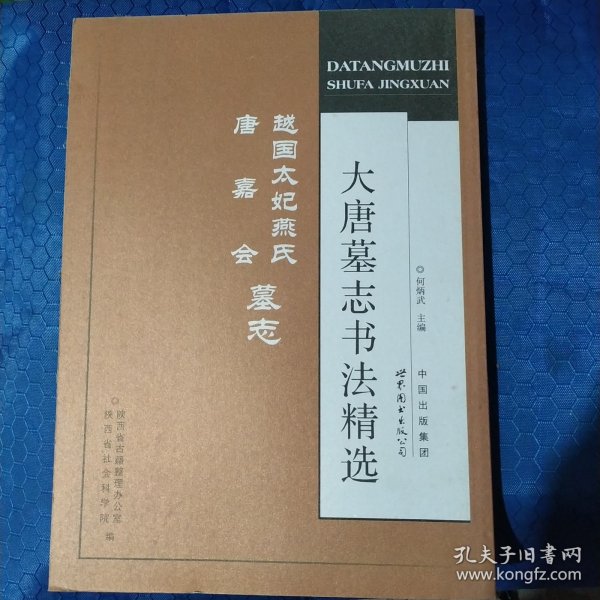 DATANGMUZHI
SHUFA JINGXUAN
大唐墓志书法精选
◎何炳武 主编
中国出版集团
世界图书出版公司
越国太妃燕氏
唐嘉会
墓志
◎陕西省古籍整理办公室
陕西省社会科学院
编
孔夫子旧书网
www.kongfz.com